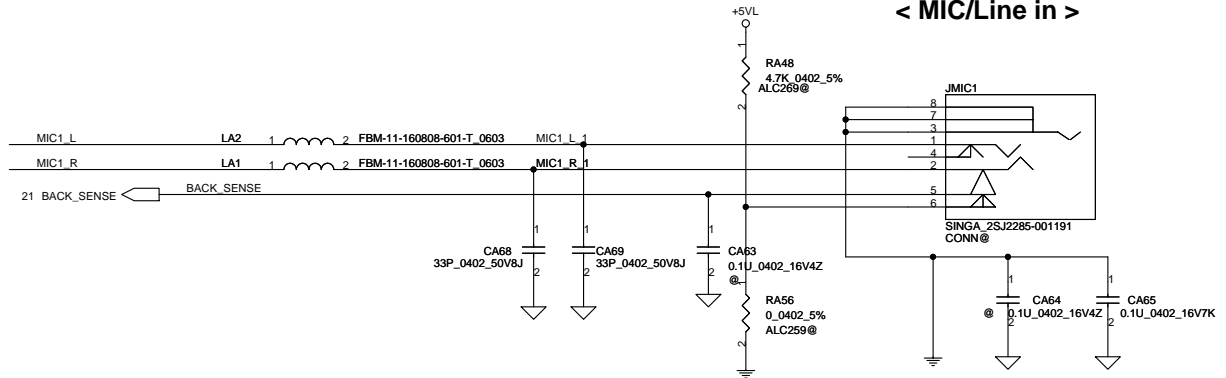 < MIC/Line in >
+5VL
1
RA48
4.7K_0402_5%
ALC269@
2
JMIC1
8
7
3
1
4
2
5
6
SINGA_2SJ2285-001191
CONN@
MIC1_L
LA2
1
2
FBM-11-160808-601-T_0603
MIC1_L_1
MIC1_R
LA1
1
2
FBM-11-160808-601-T_0603
MIC1_R_1
21 BACK_SENSE
BACK_SENSE
1
CA68
33P_0402_50V8J
2
1
CA69
33P_0402_50V8J
2
1
CA63
0.1U_0402_16V4Z
2
@
1
RA56
0_0402_5%
ALC259@
2
1
CA64
@ 0.1U_0402_16V4Z
2
1
CA65
0.1U_0402_16V7K
2